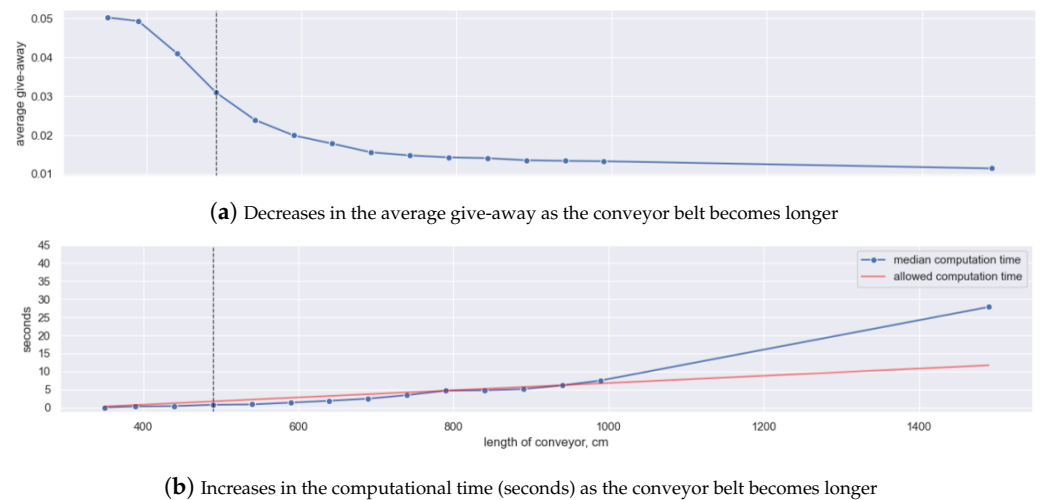 0.05
0.04
0.03
0.02
0.01
average give-away
(a) Decreases in the average give-away as the conveyor belt becomes longer
45
40
35
30
25
20
15
10
5
0
seconds
median computation time
allowed computation time
400 600 800 1000 1200 1400
length of conveyor, cm
(b) Increases in the computational time (seconds) as the conveyor belt becomes longer